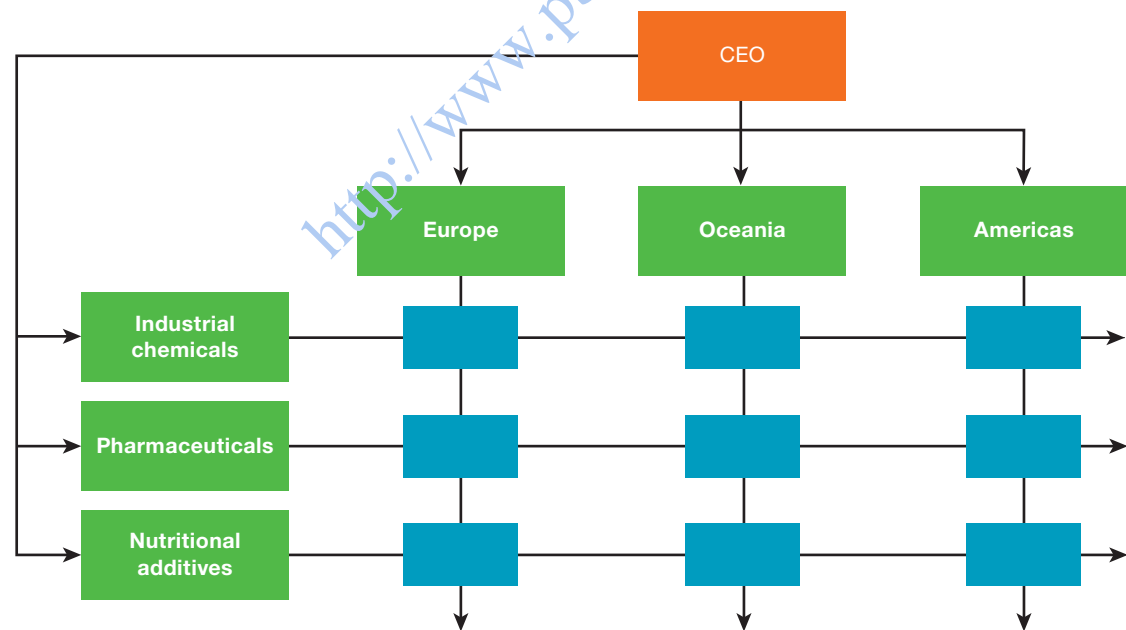 CEO
http://www.p
Europe
Oceania
Americas
Industrial
chemicals
Pharmaceuticals
Nutritional
additives